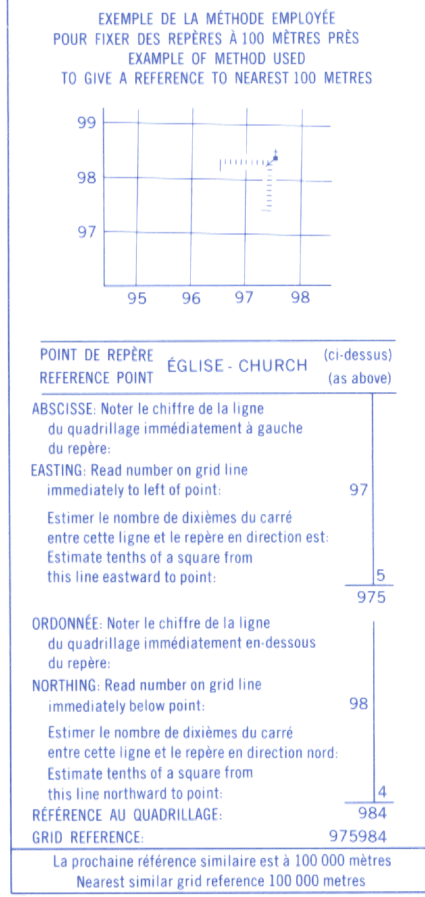 EXEMPLE DE LA MÉTHODE EMPLOYÉE
POUR FIXER DES REPÈRES À 100 MÈTRES PRÈS
EXAMPLE OF METHOD USED
TO GIVE A REFERENCE TO NEAREST 100 METRES
99
98
97
95 96 97 98
POINT DE REPÈRE
REFERENCE POINT
ÉGLISE - CHURCH
(ci-dessus)
(as above)
ABSCISSE: Noter le chiffre de la ligne
du quadrillage immédiatement à gauche
du repère:
EASTING: Read number on grid line
immediately to left of point: 97
Estimer le nombre de dixièmes du carré
entre cette ligne et le repère en direction est:
Estimate tenths of a square from
this line eastward to point: 5
975
ORDONNÉE: Noter le chiffre de la ligne
du quadrillage immédiatement en-dessous
du repère:
NORTHING: Read number on grid line
immediately below point: 98
Estimer le nombre de dixièmes du carré
entre cette ligne et le repère en direction nord:
Estimate tenths of a square from
this line northward to point: 4
RÉFÉRENCE AU QUADRILLAGE: 984
GRID REFERENCE: 975984
La prochaine référence similaire est à 100 000 mètres
Nearest similar grid reference 100 000 metres